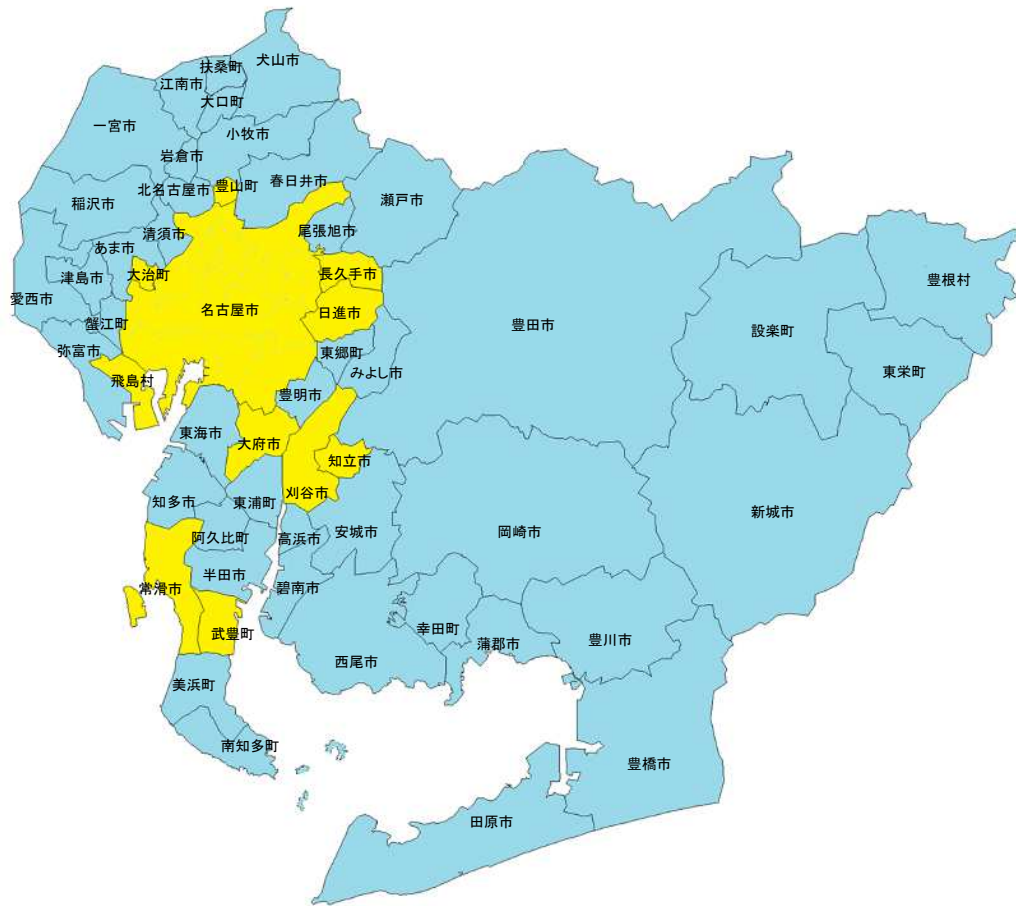 犬山市
扶桑町
江南市
大口町
一宮市
小牧市
岩倉市
春日井市
北名古屋市
豊山町
瀬戸市
稲沢市
尾張旭市
清須市
あま市
津島市
大治町
長久手市
愛西市
名古屋市
日進市
蟹江町
豊根村
設楽町
豊田市
弥富市
東郷町
みよし市
東栄町
飛島村
豊明市
東海市
大府市
知立市
刈谷市
知多市
東浦町
新城市
阿久比町
高浜市
安城市
岡崎市
半田市
常滑市
碧南市
武豊町
幸田町
蒲郡市
豊川市
西尾市
美浜町
南知多町
豊橋市
田原市